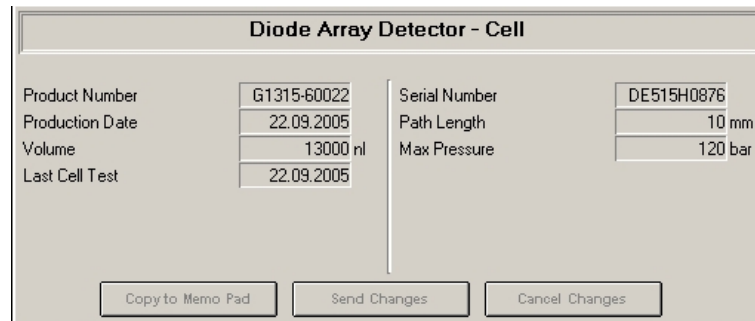 Diode Array Detector - Cell
Product Number G1315-60022
Production Date 22.09.2005
Volume 13000 nl
Last Cell Test 22.09.2005
Serial Number DE515H0876
Path Length 10 mm
Max Pressure 120 bar
Copy to Memo Pad Send Changes Cancel Changes